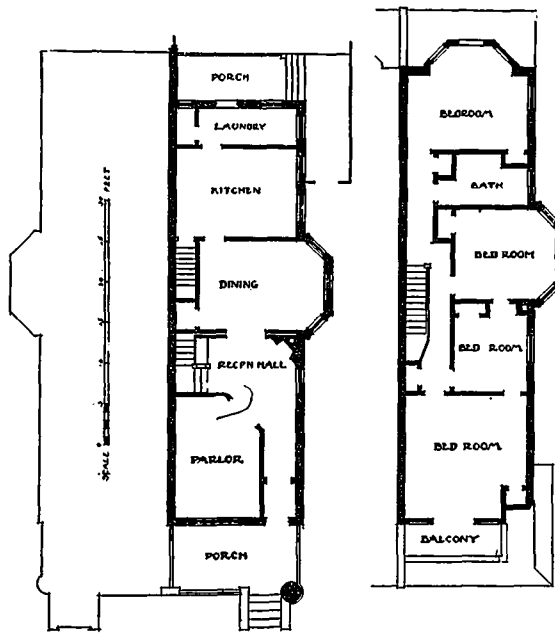 PORCH
LAUNDRY
KITCHEN
DINING
RECP'N HALL
PARLOR
PORCH
SCALE
FEET
BEDROOM
BATH
BED ROOM
BED ROOM
BED ROOM
BALCONY